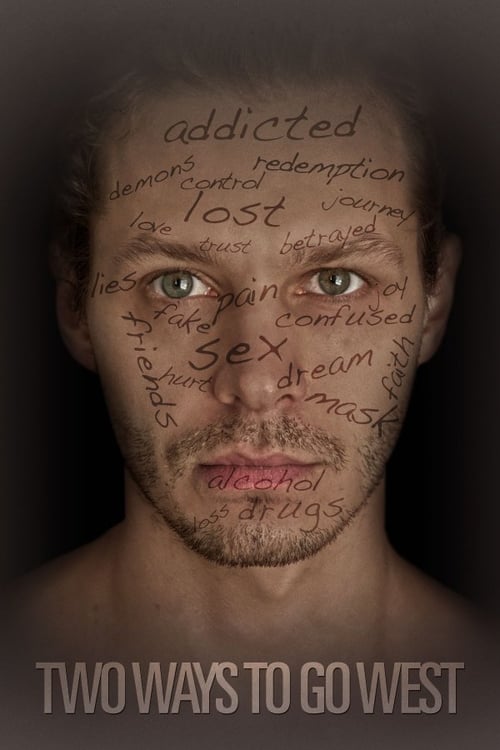 addicted
demons redemption
control
lost journey
love trust betrayed
lies pain joy
fake confused
friends sex faith
hurt dream
mask
alcohol
loss drugs
TWO WAYS TO GO WEST